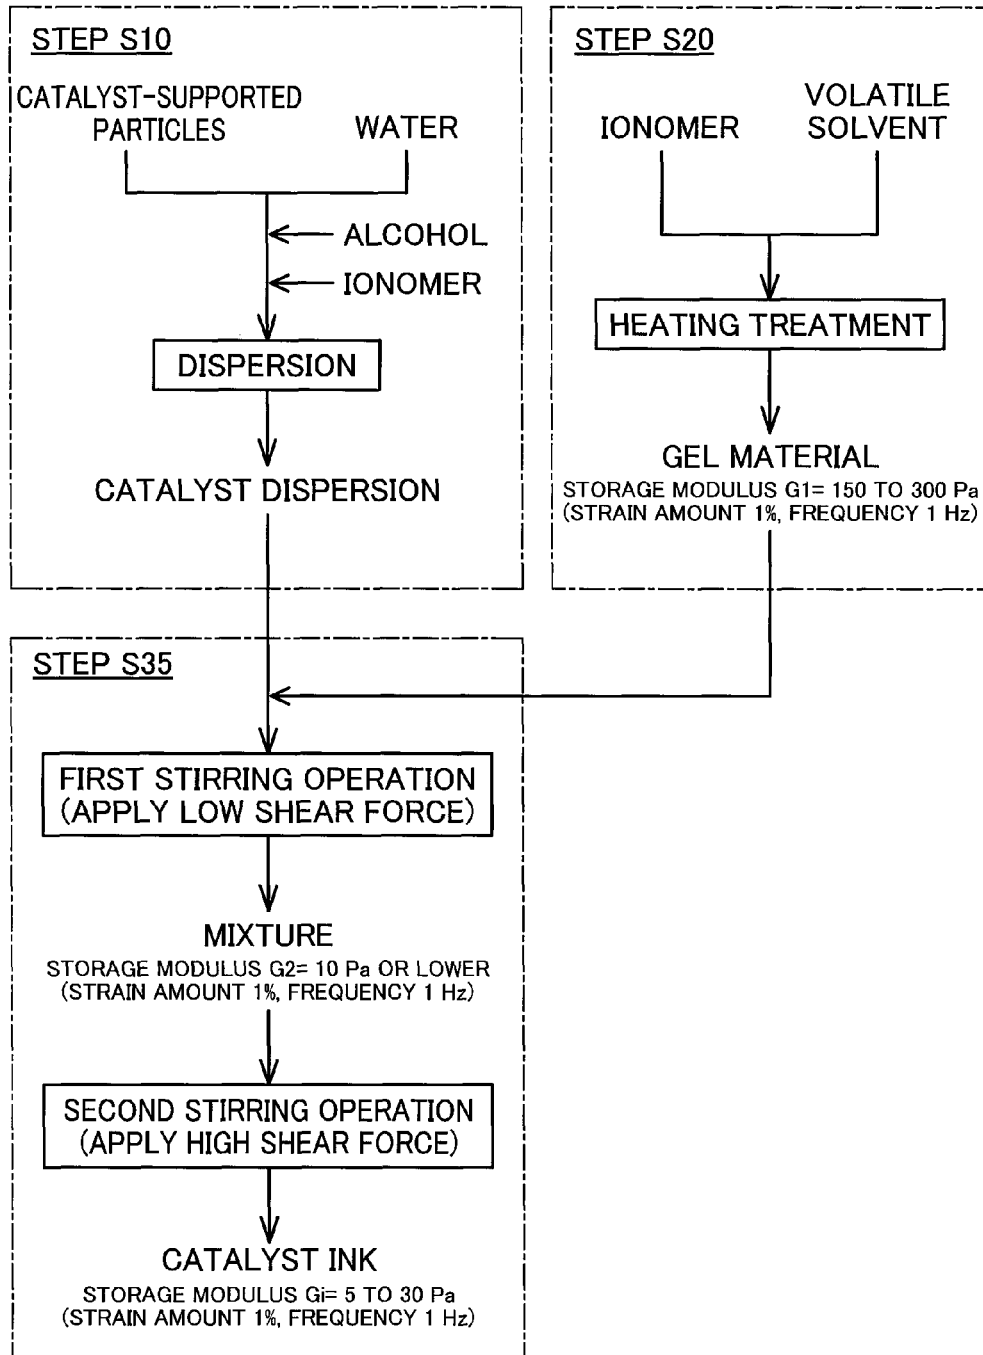 STEP S10
CATALYST-SUPPORTED
PARTICLES
WATER
ALCOHOL
IONOMER
DISPERSION
CATALYST DISPERSION
STEP S20
IONOMER
VOLATILE
SOLVENT
HEATING TREATMENT
GEL MATERIAL
STORAGE MODULUS G1= 150 TO 300 Pa
(STRAIN AMOUNT 1%, FREQUENCY 1 Hz)
STEP S35
FIRST STIRRING OPERATION
(APPLY LOW SHEAR FORCE)
MIXTURE
STORAGE MODULUS G2= 10 Pa OR LOWER
(STRAIN AMOUNT 1%, FREQUENCY 1 Hz)
SECOND STIRRING OPERATION
(APPLY HIGH SHEAR FORCE)
CATALYST INK
STORAGE MODULUS Gi= 5 TO 30 Pa
(STRAIN AMOUNT 1%, FREQUENCY 1 Hz)